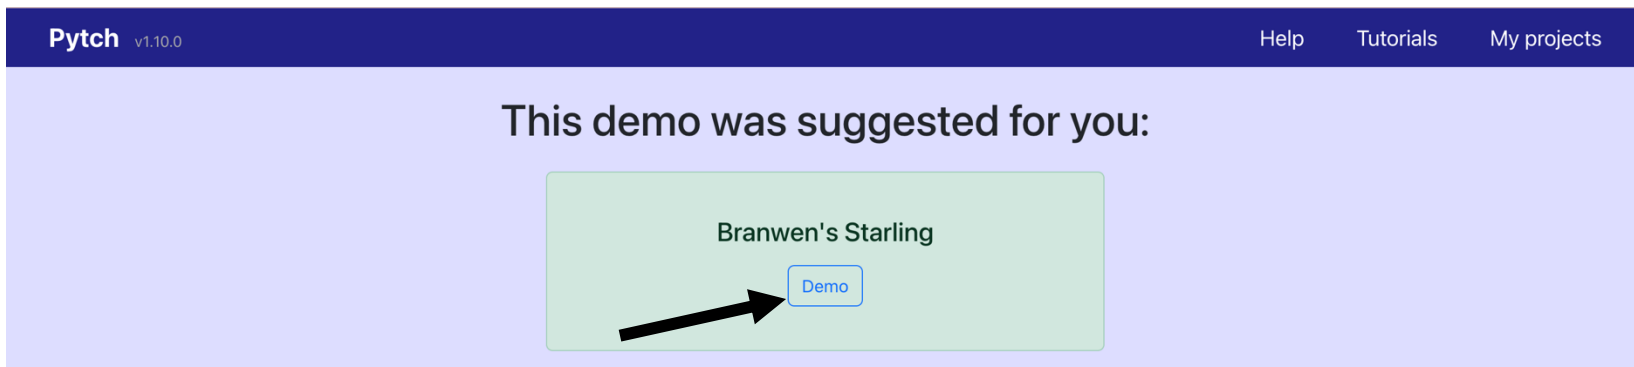 Pytch v1.10.0 Help Tutorials My projects
This demo was suggested for you:
Branwen's Starling
Demo